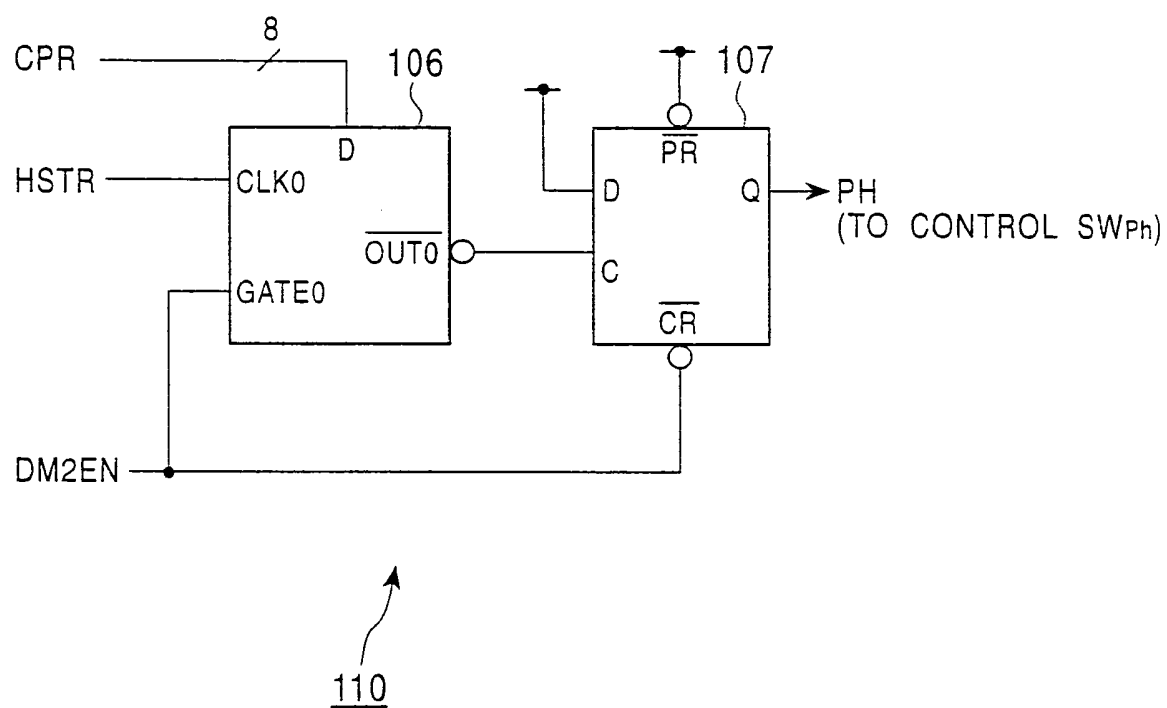 8
CPR
106
107
D
PR
HSTR
CLK0
D
Q
PH
(TO CONTROL SWPh)
OUT0
C
GATE0
CR
DM2EN
110